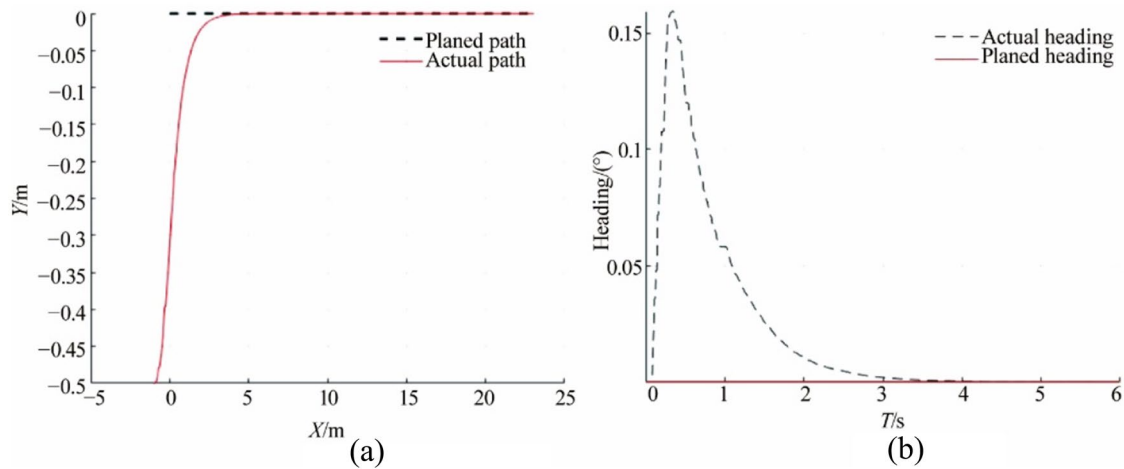 0
−0.05
−0.1
−0.15
−0.2
−0.25
−0.3
−0.35
−0.4
−0.45
−0.5
Y/m
Planed path
Actual path
−5 0 5 10 15 20 25
X/m
(a)
0.15
0.1
0.05
Heading/(°)
Actual heading
Planed heading
0 1 2 3 4 5 6
T/s
(b)